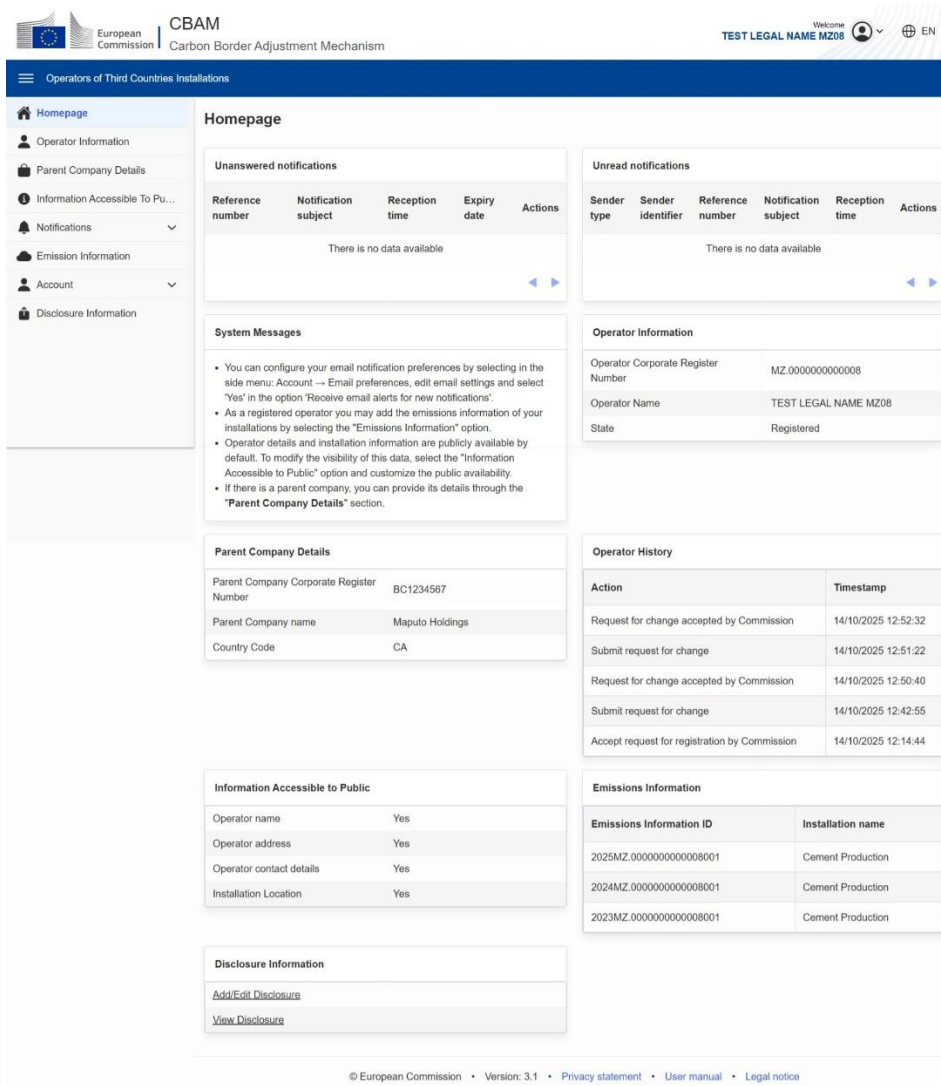 European
Commission
CBAM
Carbon Border Adjustment Mechanism
Welcome
TEST LEGAL NAME MZ08
EN
Operators of Third Countries Installations
Homepage
Operator Information
Parent Company Details
Information Accessible To Pu...
Notifications
Emission Information
Account
Disclosure Information
Homepage
Unanswered notifications
Reference number Notification subject Reception time Expiry date Actions
There is no data available
Unread notifications
Sender type Sender identifier Reference number Notification subject Reception time Actions
There is no data available
System Messages
• You can configure your email notification preferences by selecting in the
side menu: Account → Email preferences, edit email settings and select
'Yes' in the option 'Receive email alerts for new notifications'.
• As a registered operator you may add the emissions information of your
installations by selecting the "Emissions Information" option.
• Operator details and installation information are publicly available by
default. To modify the visibility of this data, select the "Information
Accessible to Public" option and customize the public availability.
• If there is a parent company, you can provide its details through the
"Parent Company Details" section.
Operator Information
Operator Corporate Register Number MZ.0000000000008
Operator Name TEST LEGAL NAME MZ08
State Registered
Parent Company Details
Parent Company Corporate Register Number BC1234567
Parent Company name Maputo Holdings
Country Code CA
Operator History
Action Timestamp
Request for change accepted by Commission 14/10/2025 12:52:32
Submit request for change 14/10/2025 12:51:22
Request for change accepted by Commission 14/10/2025 12:50:40
Submit request for change 14/10/2025 12:42:55
Accept request for registration by Commission 14/10/2025 12:14:44
Information Accessible to Public
Operator name Yes
Operator address Yes
Operator contact details Yes
Installation Location Yes
Emissions Information
Emissions Information ID Installation name
2025MZ.0000000000008001 Cement Production
2024MZ.0000000000008001 Cement Production
2023MZ.0000000000008001 Cement Production
Disclosure Information
Add/Edit Disclosure
View Disclosure
© European Commission • Version: 3.1 • Privacy statement • User manual • Legal notice